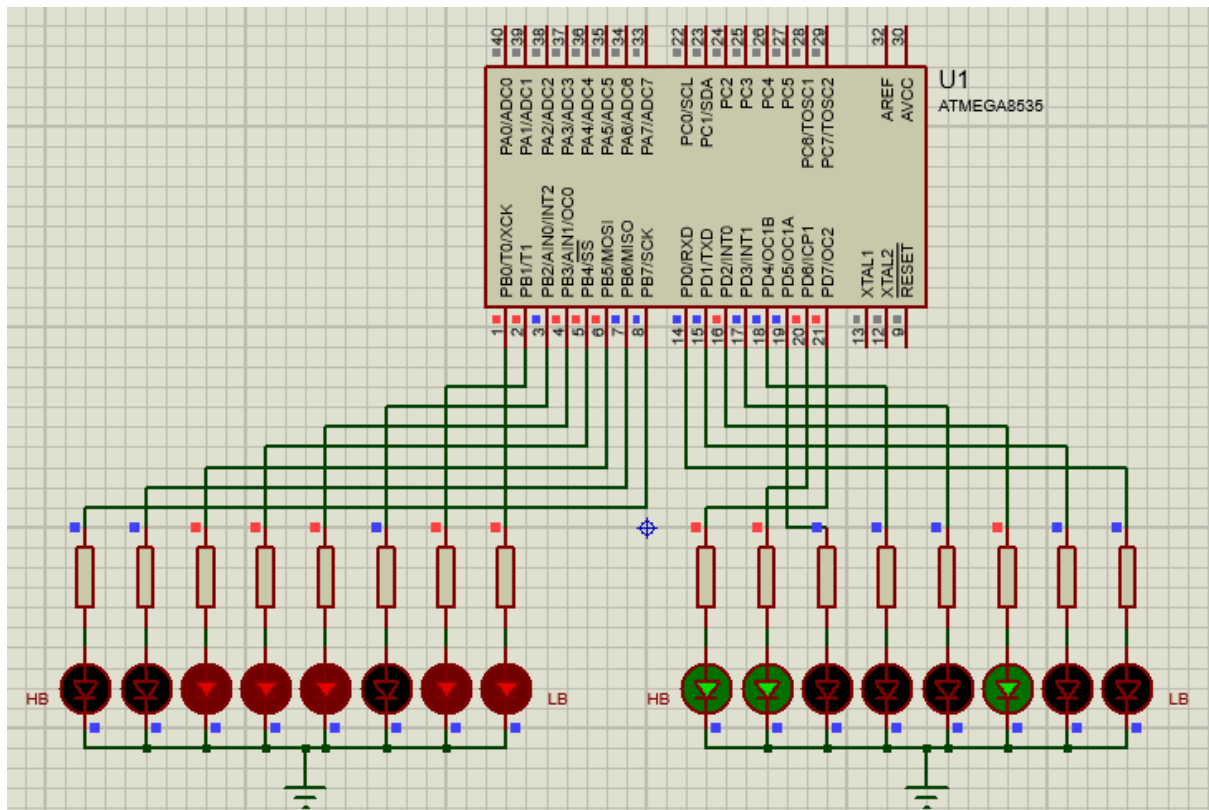 40 39 38 37 36 35 34 33 22 23 24 25 26 27 28 29 32 30
PA0/ADC0
PA1/ADC1
PA2/ADC2
PA3/ADC3
PA4/ADC4
PA5/ADC5
PA6/ADC6
PA7/ADC7
PC0/SCL
PC1/SDA
PC2
PC3
PC4
PC5
PC6/TOSC1
PC7/TOSC2
AREF
AVCC
U1
ATMEGA8535
PB0/T0/XCK
PB1/T1
PB2/AIN0/INT2
PB3/AIN1/OC0
PB4/SS
PB5/MOSI
PB6/MISO
PB7/SCK
PD0/RXD
PD1/TXD
PD2/INT0
PD3/INT1
PD4/OC1B
PD5/OC1A
PD6/ICP1
PD7/OC2
XTAL1
XTAL2
RESET
1 2 3 4 5 6 7 8 14 15 16 17 18 19 20 21 13 12 9
HB LB HB LB